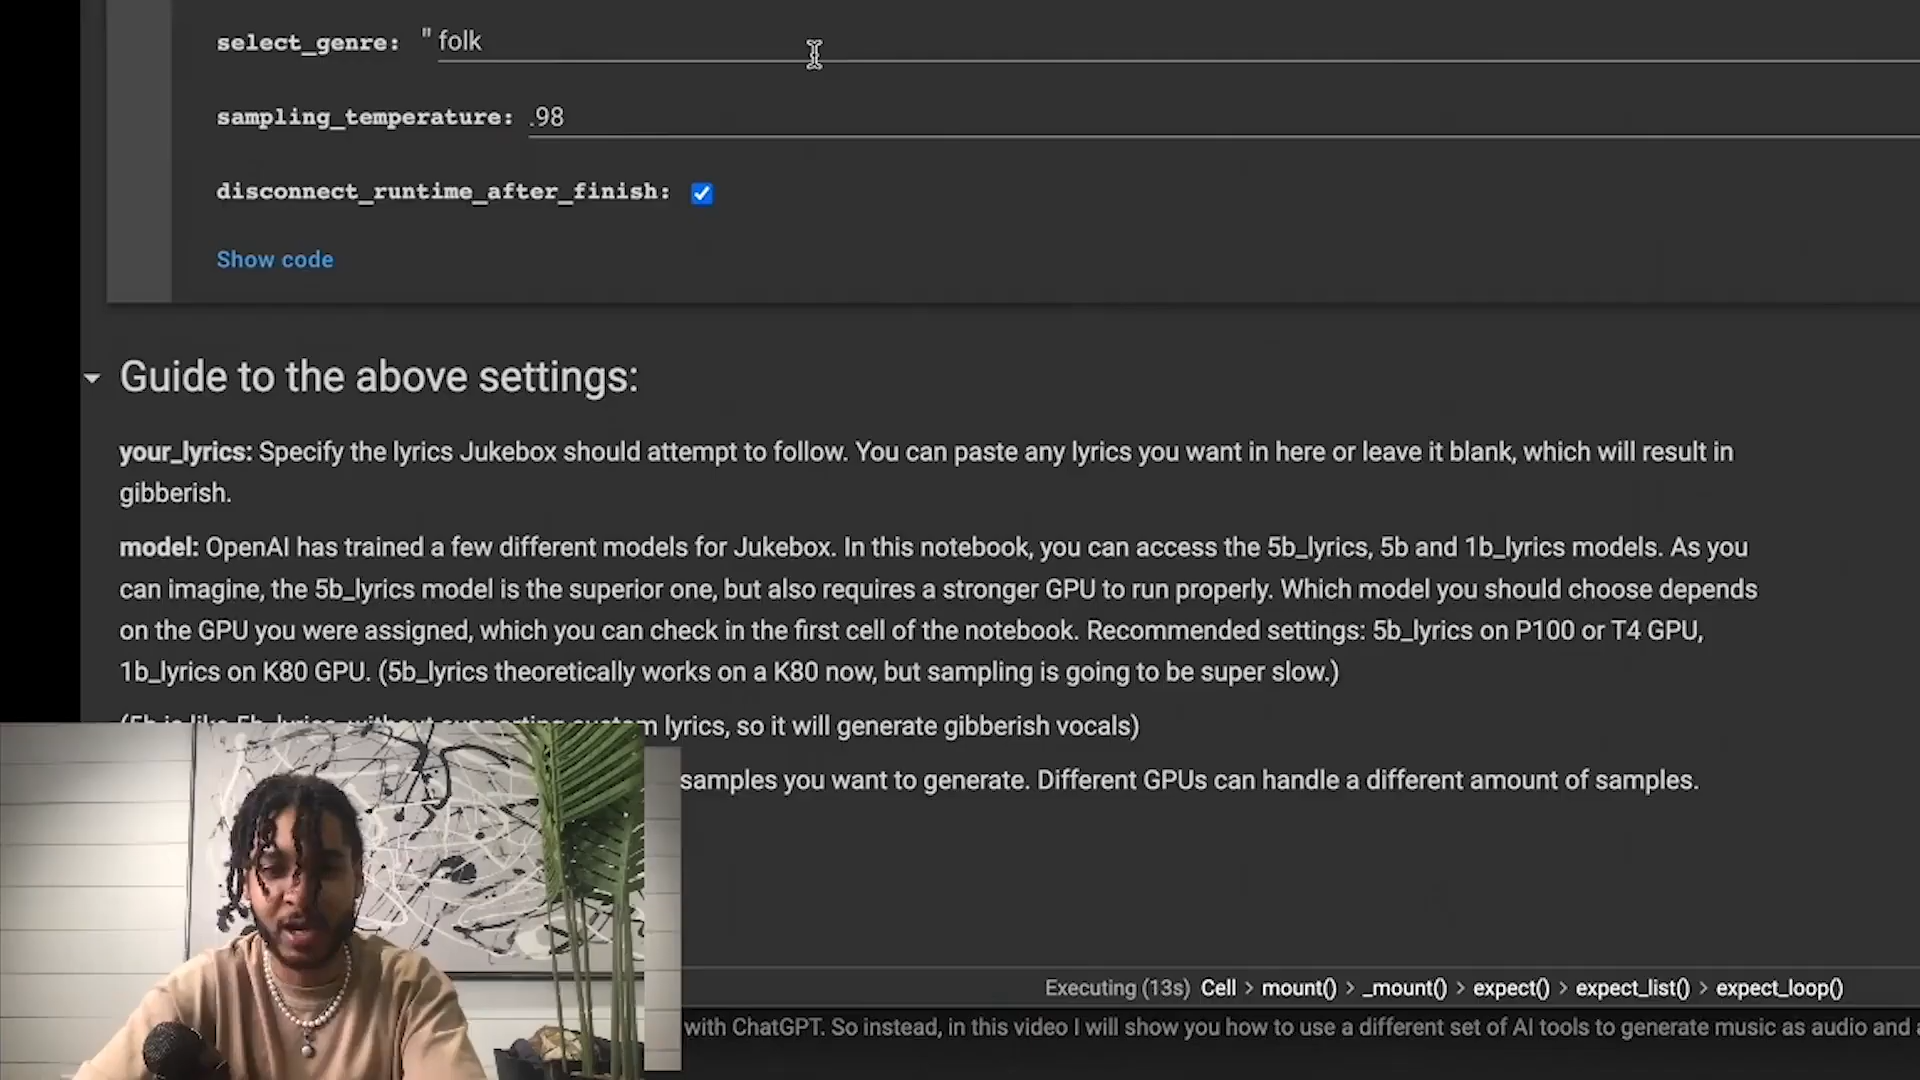 select_genre: " folk
sampling_temperature: .98
disconnect_runtime_after_finish:
Show code
Guide to the above settings:
your_lyrics: Specify the lyrics Jukebox should attempt to follow. You can paste any lyrics you want in here or leave it blank, which will result in
gibberish.
model: OpenAI has trained a few different models for Jukebox. In this notebook, you can access the 5b_lyrics, 5b and 1b_lyrics models. As you
can imagine, the 5b_lyrics model is the superior one, but also requires a stronger GPU to run properly. Which model you should choose depends
on the GPU you were assigned, which you can check in the first cell of the notebook. Recommended settings: 5b_lyrics on P100 or T4 GPU,
1b_lyrics on K80 GPU. (5b_lyrics theoretically works on a K80 now, but sampling is going to be super slow.)
(5b is like 5b_lyrics, without supporting custom lyrics, so it will generate gibberish vocals)
samples you want to generate. Different GPUs can handle a different amount of samples.
Executing (13s) Cell > mount() > _mount() > expect() > expect_list() > expect_loop()
with ChatGPT. So instead, in this video I will show you how to use a different set of AI tools to generate music as audio and